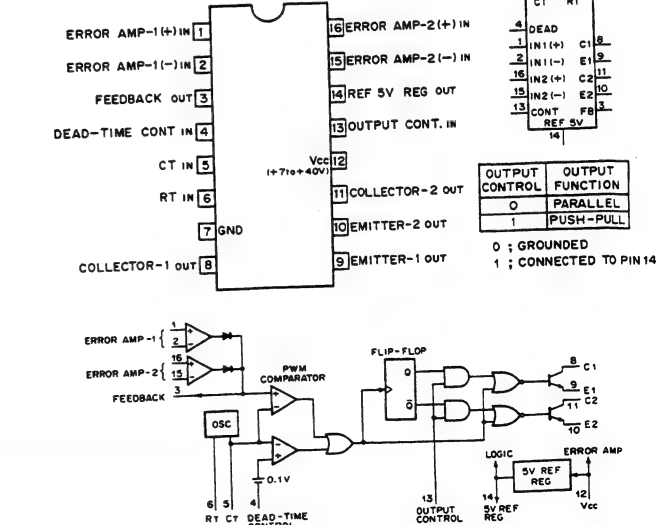 ERROR AMP-1(+) IN 1
ERROR AMP-1(-) IN 2
FEEDBACK OUT 3
DEAD-TIME CONT IN 4
CT IN 5
RT IN 6
7 GND
COLLECTOR-1 OUT 8
16 ERROR AMP-2(+) IN
15 ERROR AMP-2(-) IN
14 REF 5V REG OUT
13 OUTPUT CONT. IN
Vcc 12
(+7 to +40V)
11 COLLECTOR-2 OUT
10 EMITTER-2 OUT
9 EMITTER-1 OUT
CT RT
4 DEAD
1 IN1(+) C1 8
2 IN1(-) E1 9
16 IN2(+) C2 11
15 IN2(-) E2 10
13 CONT FB 3
REF 5V
14
OUTPUT CONTROL OUTPUT FUNCTION
0 PARALLEL
1 PUSH-PULL
0 ; GROUNDED
1 ; CONNECTED TO PIN 14
ERROR AMP-1 { 1 + 2 -
ERROR AMP-2 { 16 + 15 -
FEEDBACK 3
PWM
COMPARATOR
+
-
OSC
-
+
0.1V
6 5 4
RT CT DEAD-TIME
CONTROL
FLIP-FLOP
Q
Q̅
8 C1
9 E1
11 C2
10 E2
LOGIC
ERROR AMP
5V REF
REG
13
OUTPUT
CONTROL
14
5V REF
REG
12
Vcc